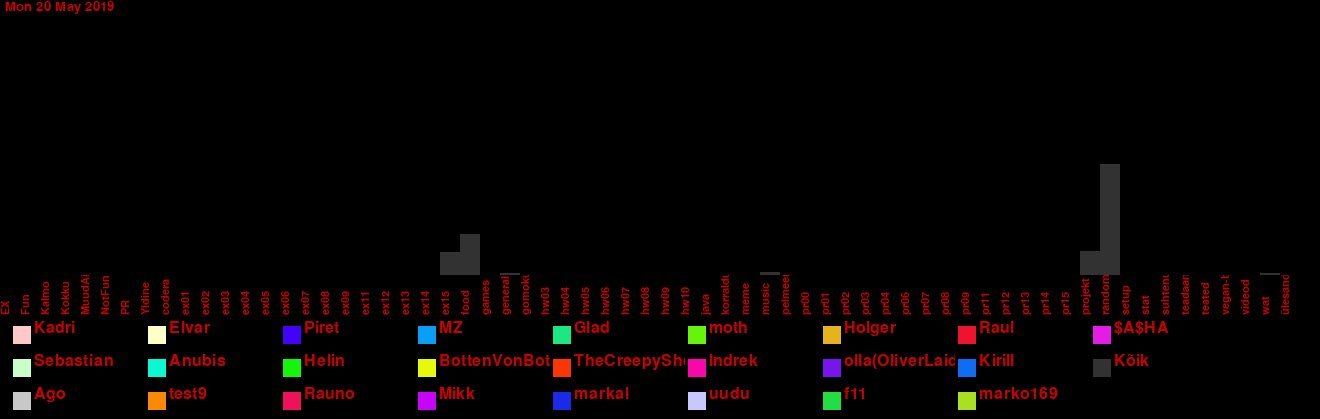 Mon 20 May 2019
EX Fun Kalmo Kokku MuudAi NotFun PR Yldine codera ex01 ex02 ex03 ex04 ex05 ex06 ex07 ex08 ex09 ex11 ex12 ex13 ex14 ex15 food games general gomoku hw03 hw04 hw05 hw06 hw07 hw08 hw09 hw10 java korraldu meme music pelmeen pr00 pr01 pr02 pr03 pr04 pr06 pr07 pr08 pr09 pr11 pr12 pr13 pr14 pr15 projekt random setup stat suhtenu teadaan teated vegan-t videod wat ülesand
Kadri Elvar Piret MZ Glad moth Holger Raul $A$HA
Sebastian Anubis Helin BottenVonBot TheCreepySh Indrek olla(OliverLaid Kirill Kõik
Ago test9 Rauno Mikk markal uudu f11 marko169